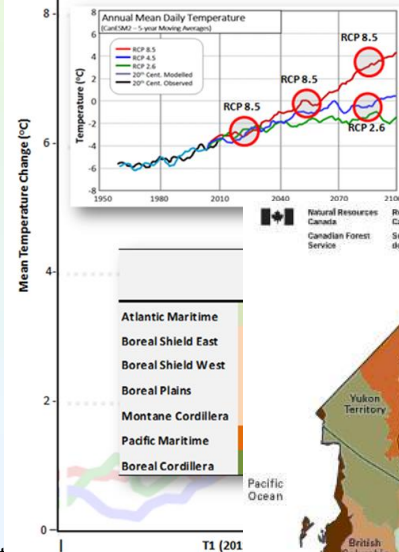 8 -
6 -
4 -
2 -
0
Mean Temperature Change (°C)
Annual Mean Daily Temperature
(CanESM2 – 5-year Moving Averages)
RCP 8.5
RCP 4.5
RCP 2.6
20th Cent. Modelled
20th Cent. Observed
RCP 8.5
RCP 8.5
RCP 8.5
RCP 2.6
Temperature (°C)
8
6
4
2
0
-2
-4
-6
-8
1950
1980
2010
2040
2070
Natural Resources
Canada
Canadian Forest
Service
Atlantic Maritime
Boreal Shield East
Boreal Shield West
Boreal Plains
Montane Cordillera
Pacific Maritime
Boreal Cordillera
Yukon
Territory
Pacific
Ocean
British
T1 (201